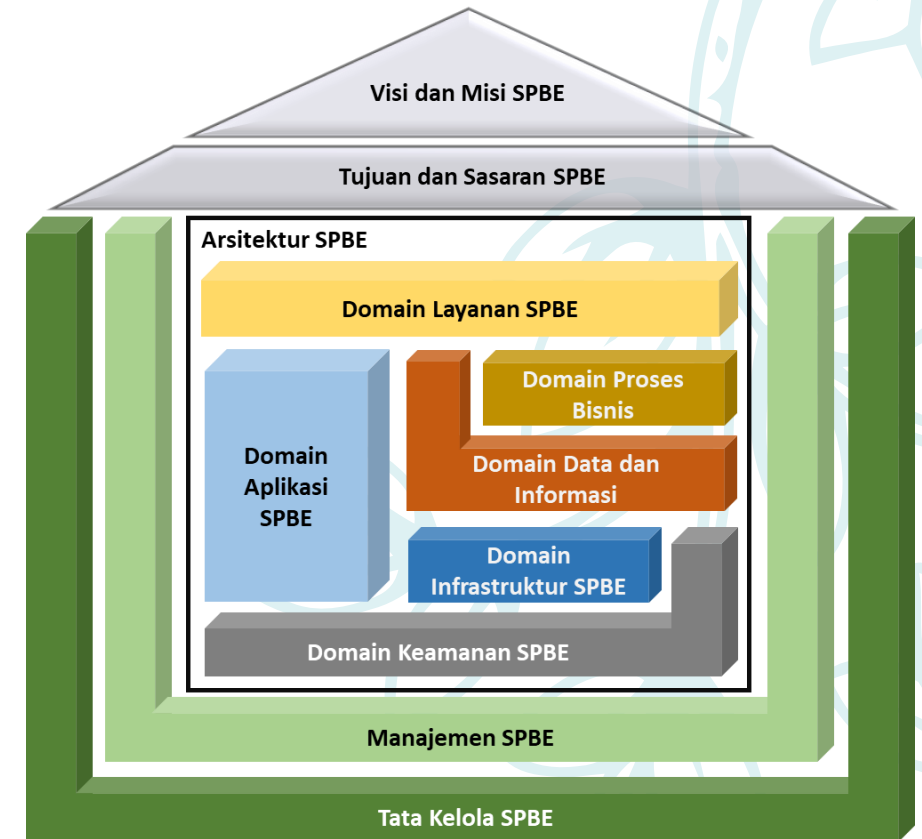 Visi dan Misi SPBE
Tujuan dan Sasaran SPBE
Arsitektur SPBE
Domain Layanan SPBE
Domain Proses
Bisnis
Domain Data dan
Informasi
Domain
Aplikasi
SPBE
Domain
Infrastruktur SPBE
Domain Keamanan SPBE
Manajemen SPBE
Tata Kelola SPBE